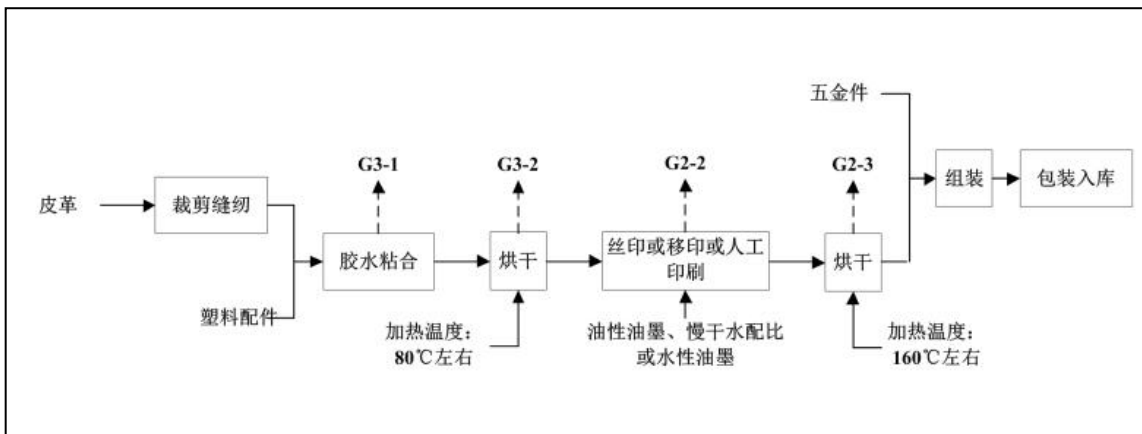 五金件
G3-1
G3-2
G2-2
G2-3
皮革
裁剪缝纫
胶水粘合
烘干
丝印或移印或人工
印刷
烘干
组装
包装入库
塑料配件
加热温度：
80℃左右
油性油墨、慢干水配比
或水性油墨
加热温度：
160℃左右